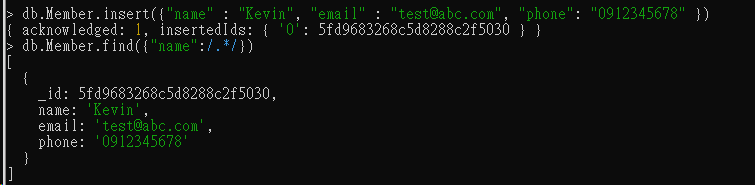 > db.Member.insert({"name" : "Kevin", "email" : "test@abc.com", "phone": "0912345678" })
{ acknowledged: 1, insertedIds: { '0': 5fd9683268c5d8288c2f5030 } }
> db.Member.find({"name":/.*/})
[
  {
    _id: 5fd9683268c5d8288c2f5030,
    name: 'Kevin',
    email: 'test@abc.com',
    phone: '0912345678'
  }
]